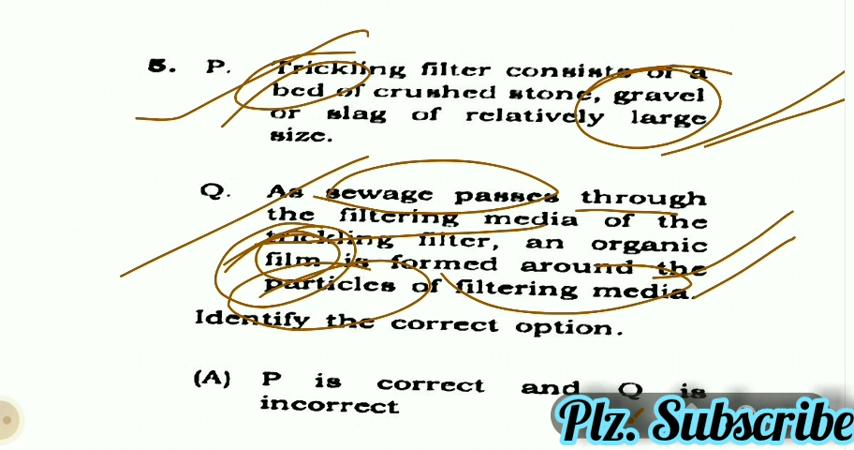 5. P. Trickling filter consists of a
bed of crushed stone, gravel
or slag of relatively large
size.
Q. As sewage passes through
the filtering media of the
trickling filter, an organic
film is formed around the
particles of filtering media.
Identify the correct option.
(A) P is correct and Q is
incorrect
Plz. Subscribe